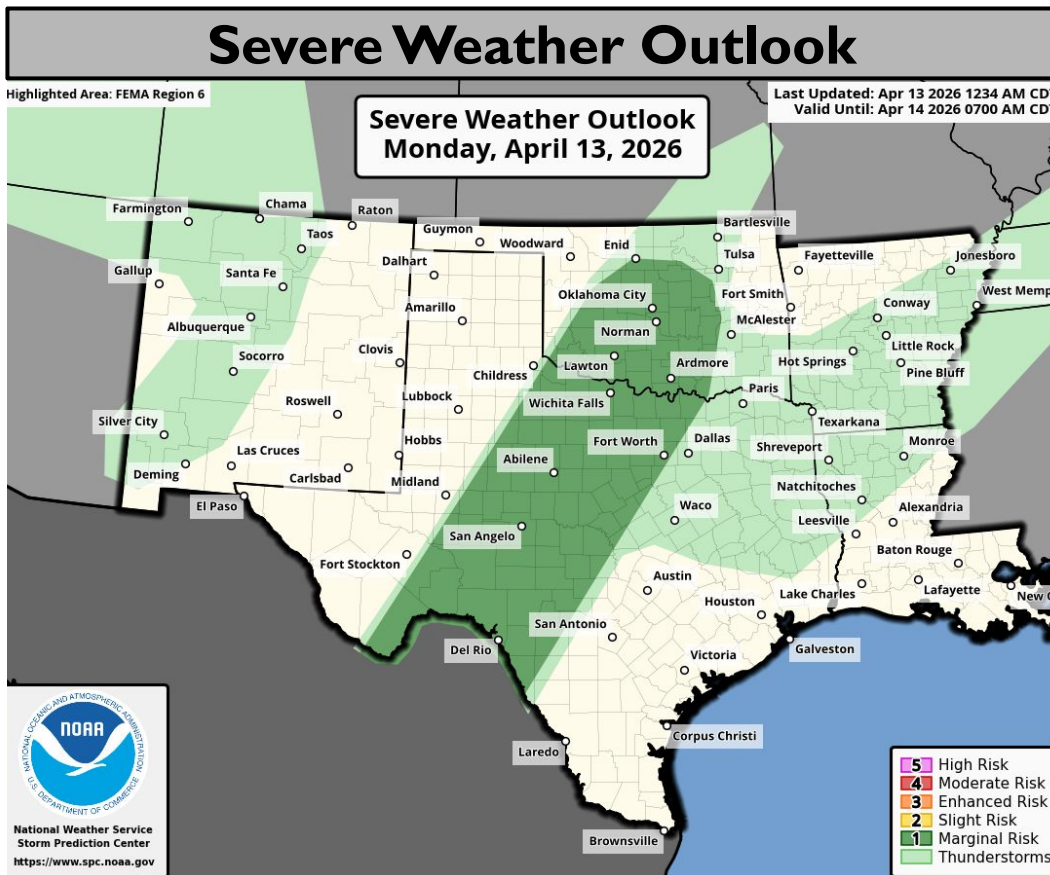 Severe Weather Outlook
Highlighted Area: FEMA Region 6
Last Updated: Apr 13 2026 1234 AM CDT
Valid Until: Apr 14 2026 0700 AM CDT
Severe Weather Outlook
Monday, April 13, 2026
Farmington
Chama
Raton
Taos
Guymon
Woodward
Enid
Bartlesville
Tulsa
Fayetteville
Jonesboro
Gallup
Santa Fe
Dalhart
Oklahoma City
Fort Smith
West Memp
Albuquerque
Amarillo
Norman
McAlester
Conway
Little Rock
Socorro
Clovis
Childress
Lawton
Ardmore
Hot Springs
Pine Bluff
Roswell
Lubbock
Wichita Falls
Paris
Texarkana
Silver City
Las Cruces
Hobbs
Fort Worth
Dallas
Shreveport
Monroe
Deming
Carlsbad
Midland
Abilene
Natchitoches
El Paso
Waco
Alexandria
Leesville
San Angelo
Fort Stockton
Baton Rouge
Austin
Houston
Lake Charles
Lafayette
New O
San Antonio
Del Rio
Galveston
Victoria
Laredo
Corpus Christi
Brownsville
NATIONAL OCEANIC AND ATMOSPHERIC ADMINISTRATION
NOAA
U.S. DEPARTMENT OF COMMERCE
National Weather Service
Storm Prediction Center
https://www.spc.noaa.gov
5 High Risk
4 Moderate Risk
3 Enhanced Risk
2 Slight Risk
1 Marginal Risk
Thunderstorms